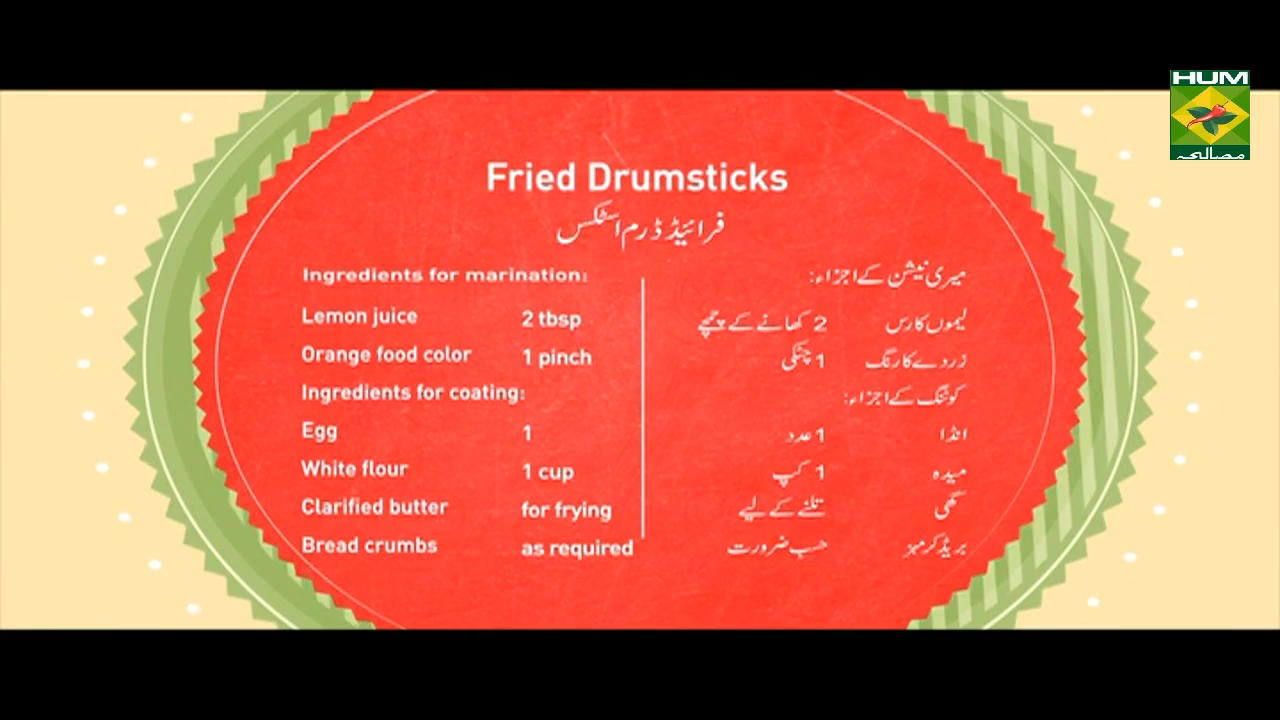 HUM
مصالحہ
Fried Drumsticks
فرائیڈ ڈرم اسٹکس
Ingredients for marination:
Lemon juice 2 tbsp
Orange food color 1 pinch
Ingredients for coating:
Egg 1
White flour 1 cup
Clarified butter for frying
Bread crumbs as required
میری نیشن کے اجزاء:
لیموں کا رس 2 کھانے کے چمچے
زردے کا رنگ 1 چٹکی
کوٹنگ کے اجزاء:
انڈا 1 عدد
میدہ 1 کپ
گھی تلنے کے لیے
بریڈ کرمبز حسب ضرورت